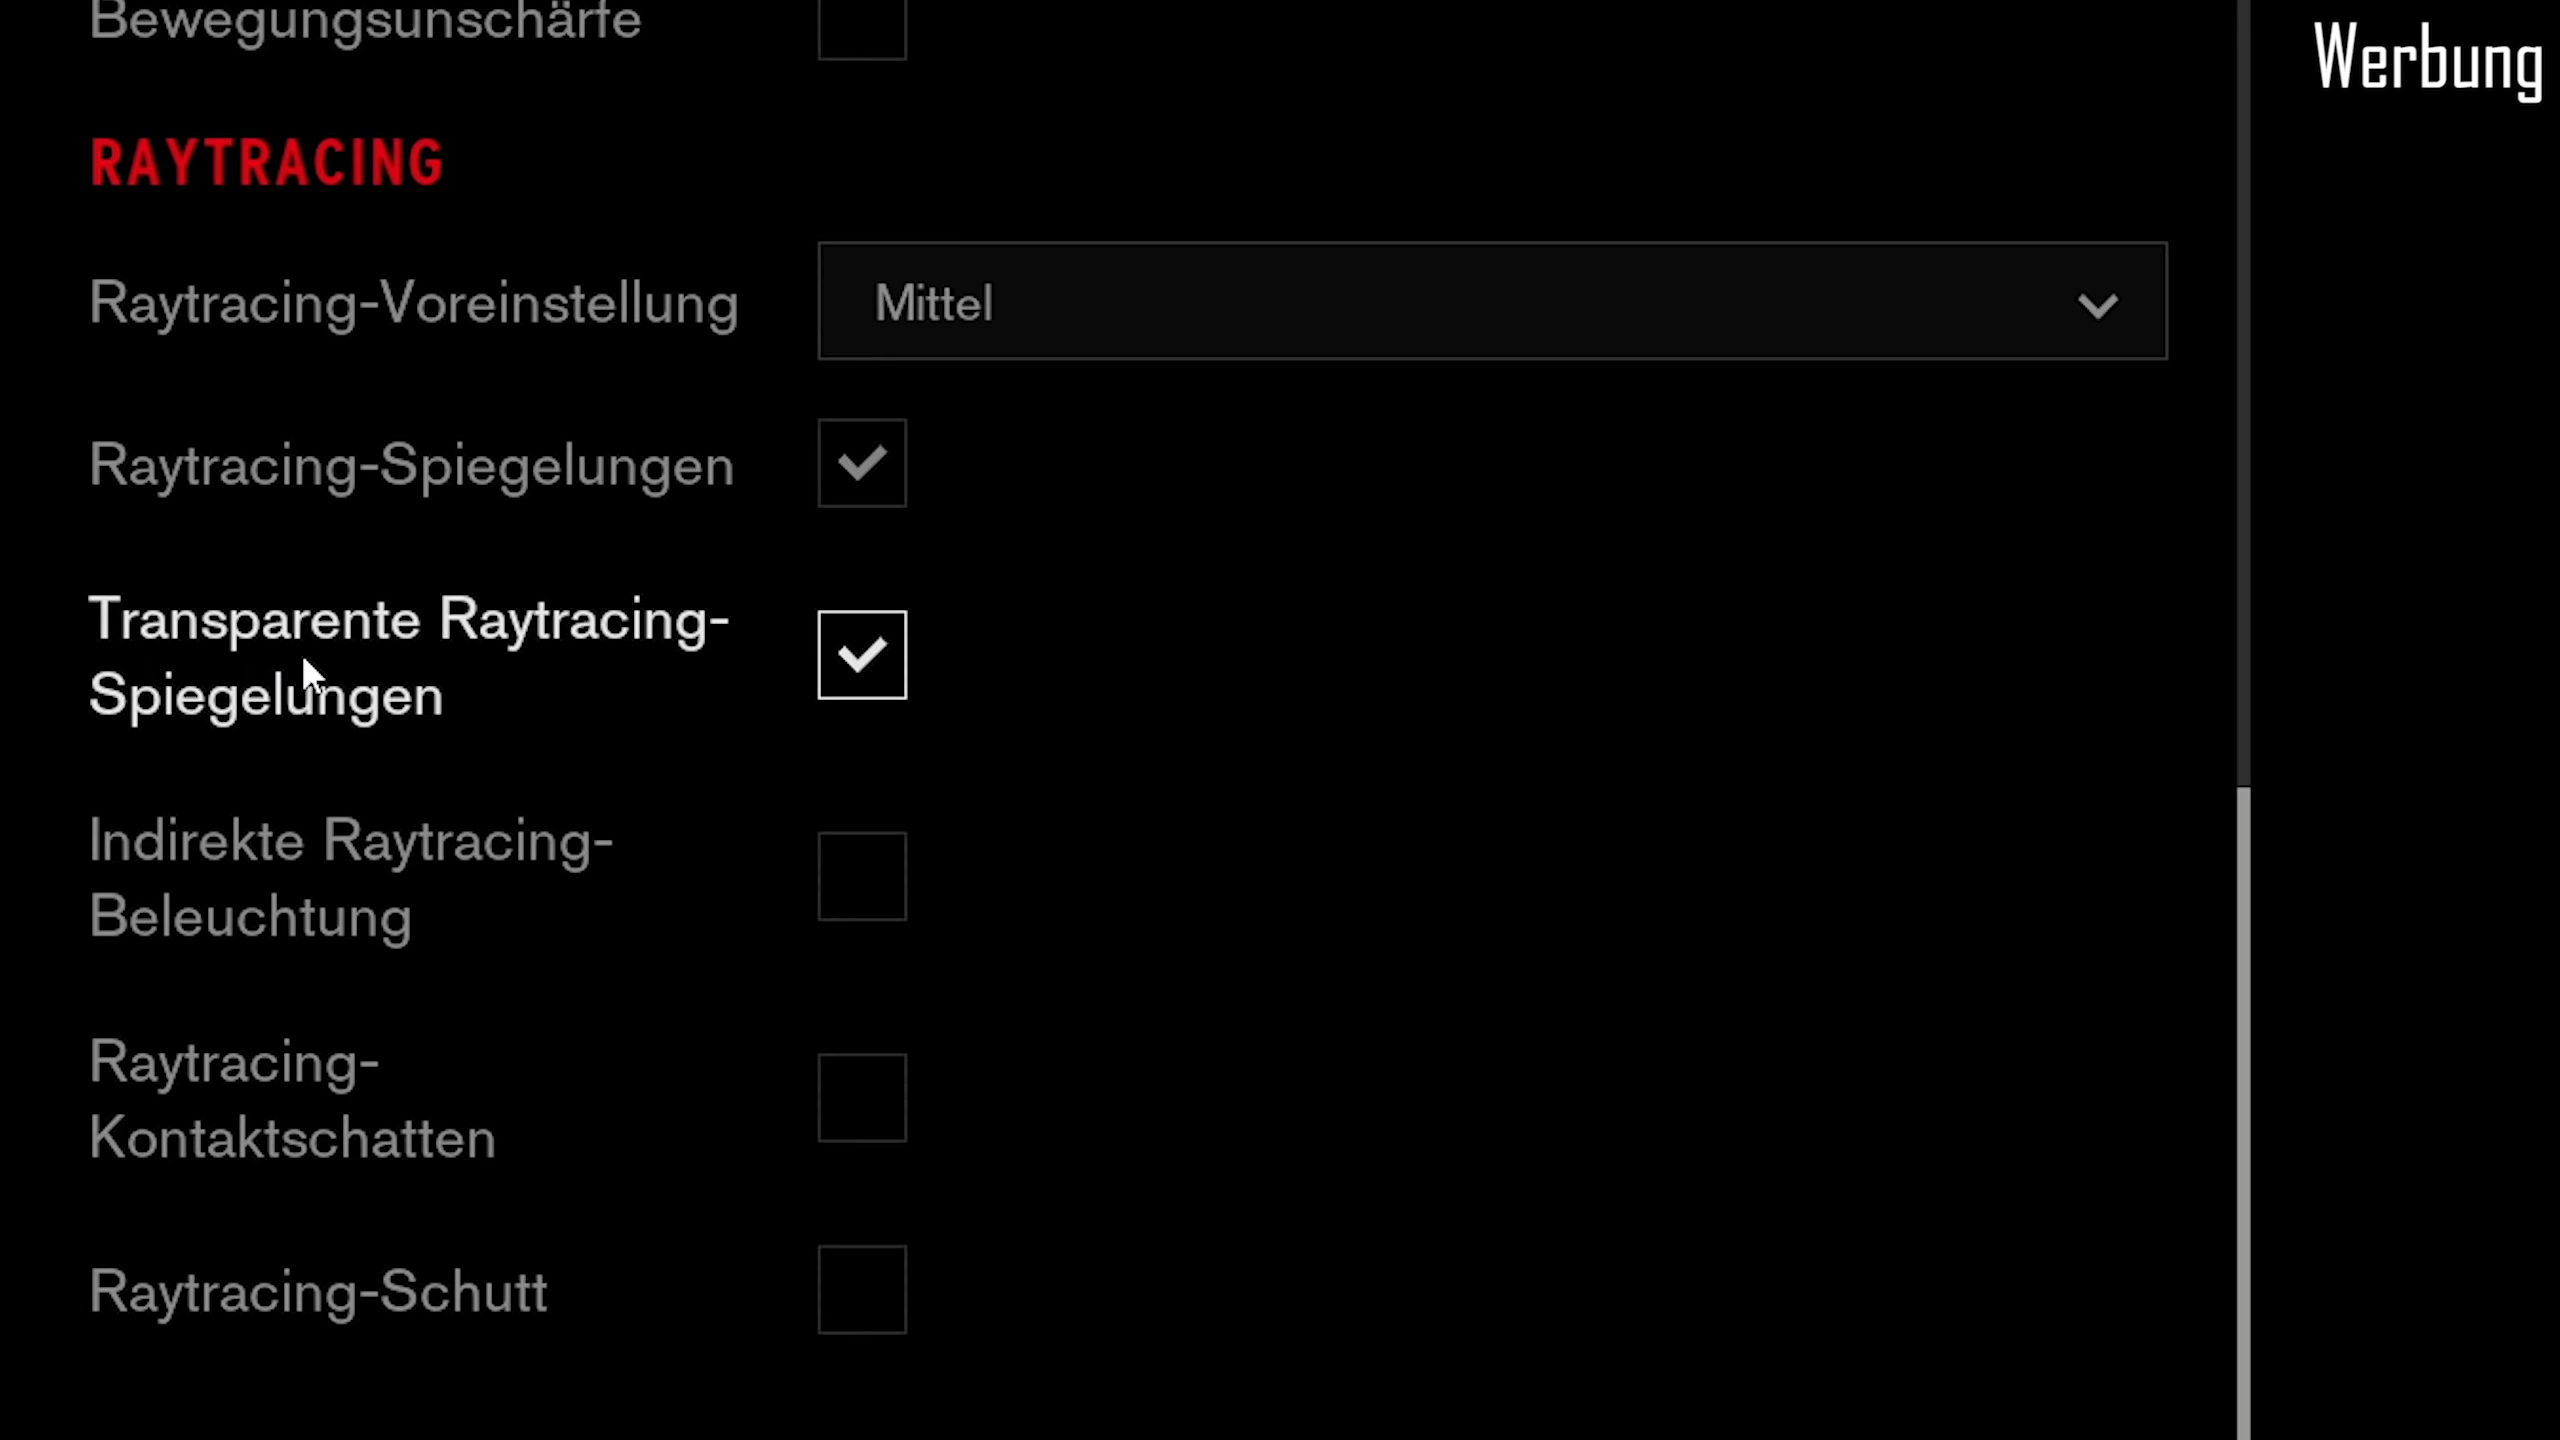 Bewegungsunschärfe
Werbung
RAYTRACING
Raytracing-Voreinstellung
Mittel
Raytracing-Spiegelungen
Transparente Raytracing-
Spiegelungen
Indirekte Raytracing-
Beleuchtung
Raytracing-
Kontaktschatten
Raytracing-Schutt